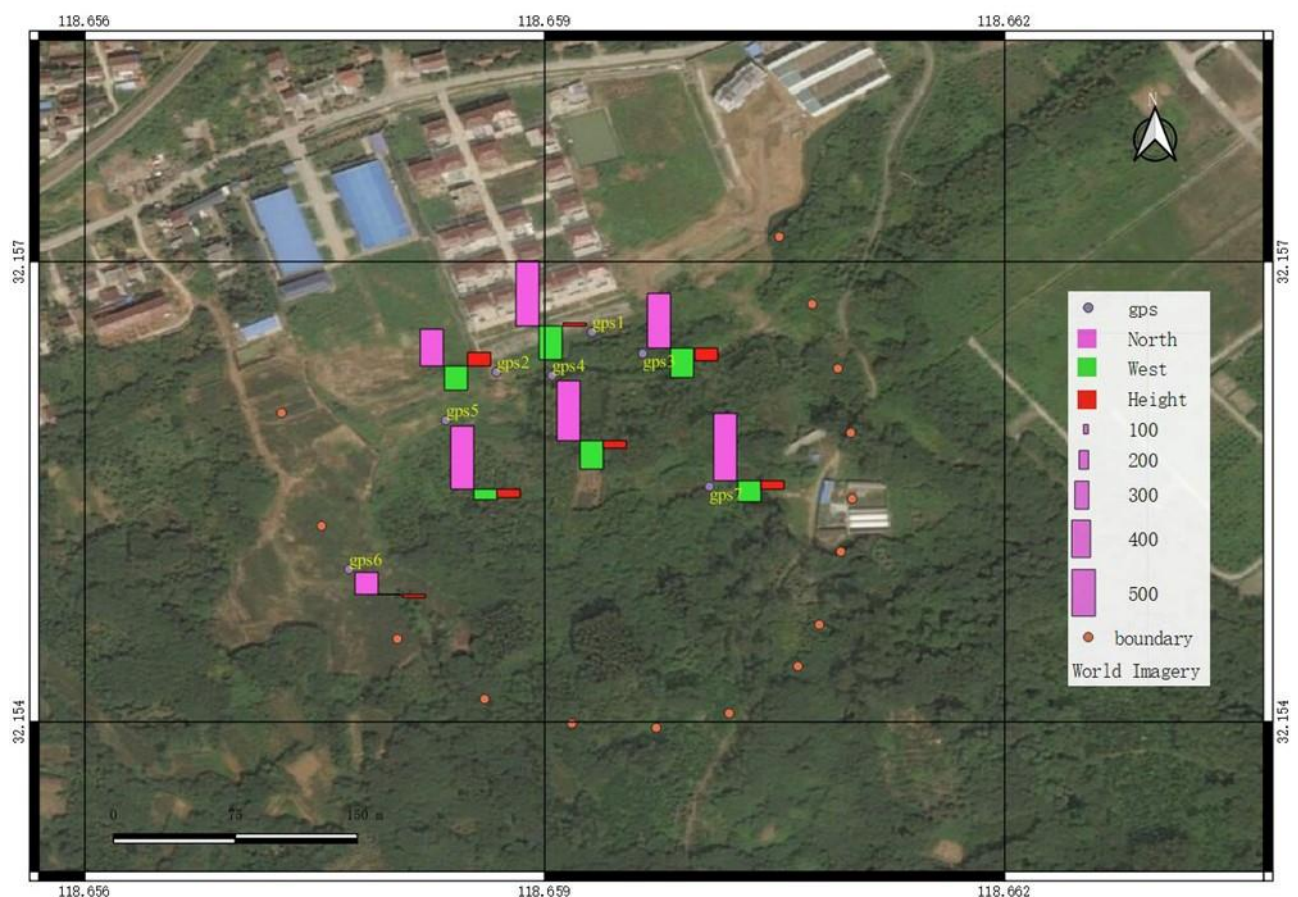 118.656 118.659 118.662
N
32.157 32.157
gps
North
West
Height
100
200
300
400
500
boundary
World Imagery
gps1
gps2 gps4 gps3
gps5
gps7
gps6
32.154 32.154
0 75 150 m
118.656 118.659 118.662